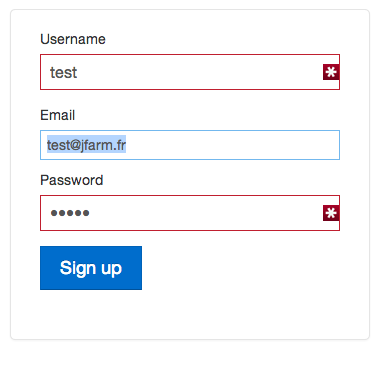 Username
test
Email
test@jfarm.fr
Password
•••••
Sign up